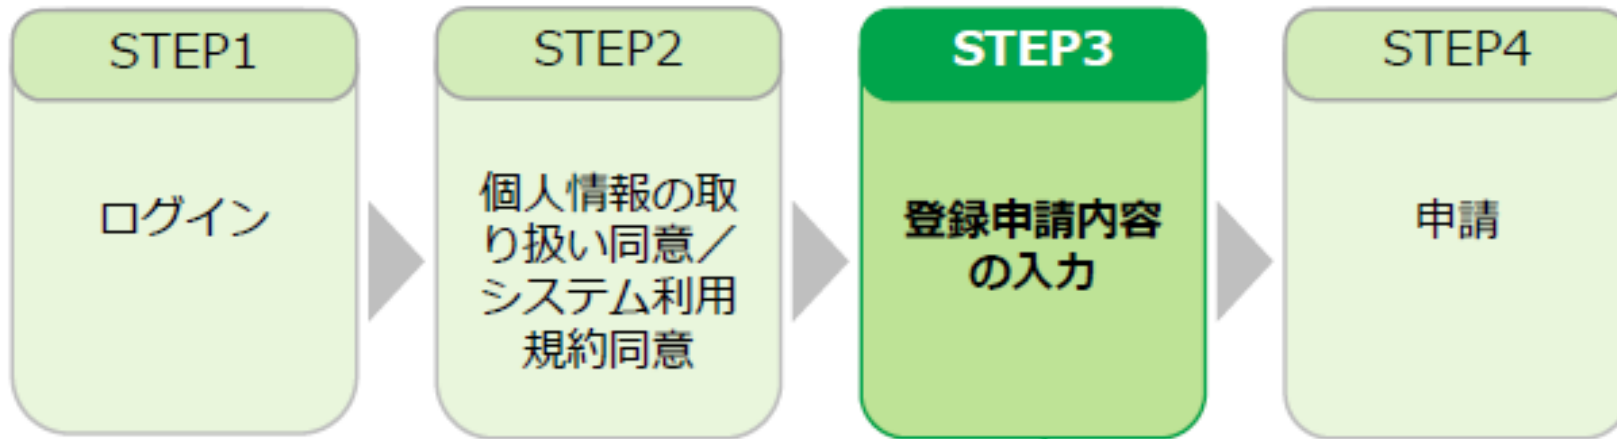 STEP1
ログイン
STEP2
個人情報の取
り扱い同意／
システム利用
規約同意
STEP3
登録申請内容
の入力
STEP4
申請